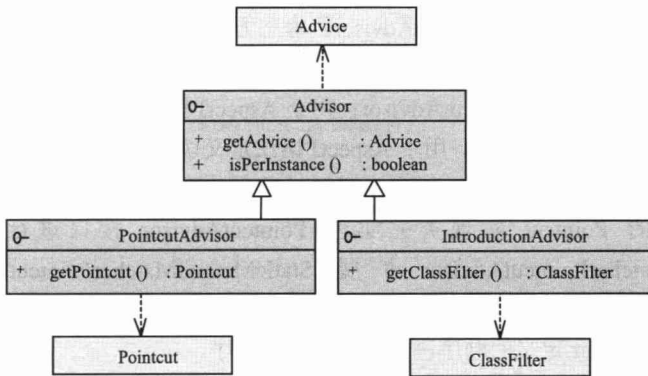 Advice
Advisor
+ getAdvice () : Advice
+ isPerInstance () : boolean
PointcutAdvisor
+ getPointcut () : Pointcut
IntroductionAdvisor
+ getClassFilter () : ClassFilter
Pointcut
ClassFilter